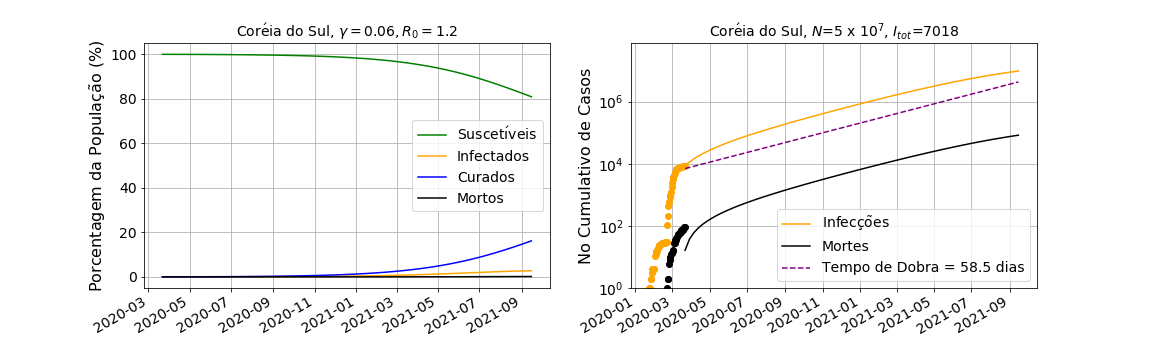 Coréia do Sul, γ = 0.06, R₀ = 1.2
Porcentagem da População (%)
100
80
60
40
20
0
Suscetíveis
Infectados
Curados
Mortos
2020-03
2020-05
2020-07
2020-09
2020-11
2021-01
2021-03
2021-05
2021-07
2021-09
Coréia do Sul, N=5 x 10⁷, Iₜₒₜ=7018
No Cumulativo de Casos
10⁶
10⁴
10²
10⁰
Infecções
Mortes
Tempo de Dobra = 58.5 dias
2020-01
2020-03
2020-05
2020-07
2020-09
2020-11
2021-01
2021-03
2021-05
2021-07
2021-09